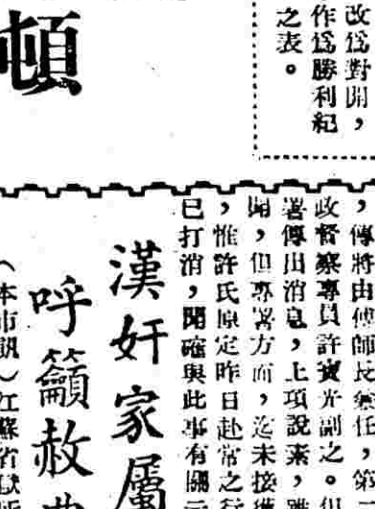 改爲對開，
作爲勝利紀
之表。
頓
，傳將由傅師長兼任，第
政督察專員許寶光副之。但
署傳出消息，上項說素，雖
聞，但專署方面，迄未接獲
，惟許氏原定昨日赴常之行
已打消，聞確與此事有關
漢奸家屬
呼籲赦典
（本市訊）江蘇省獄所